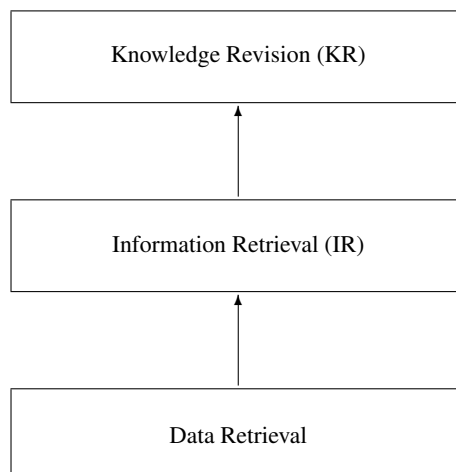 Knowledge Revision (KR)
Information Retrieval (IR)
Data Retrieval